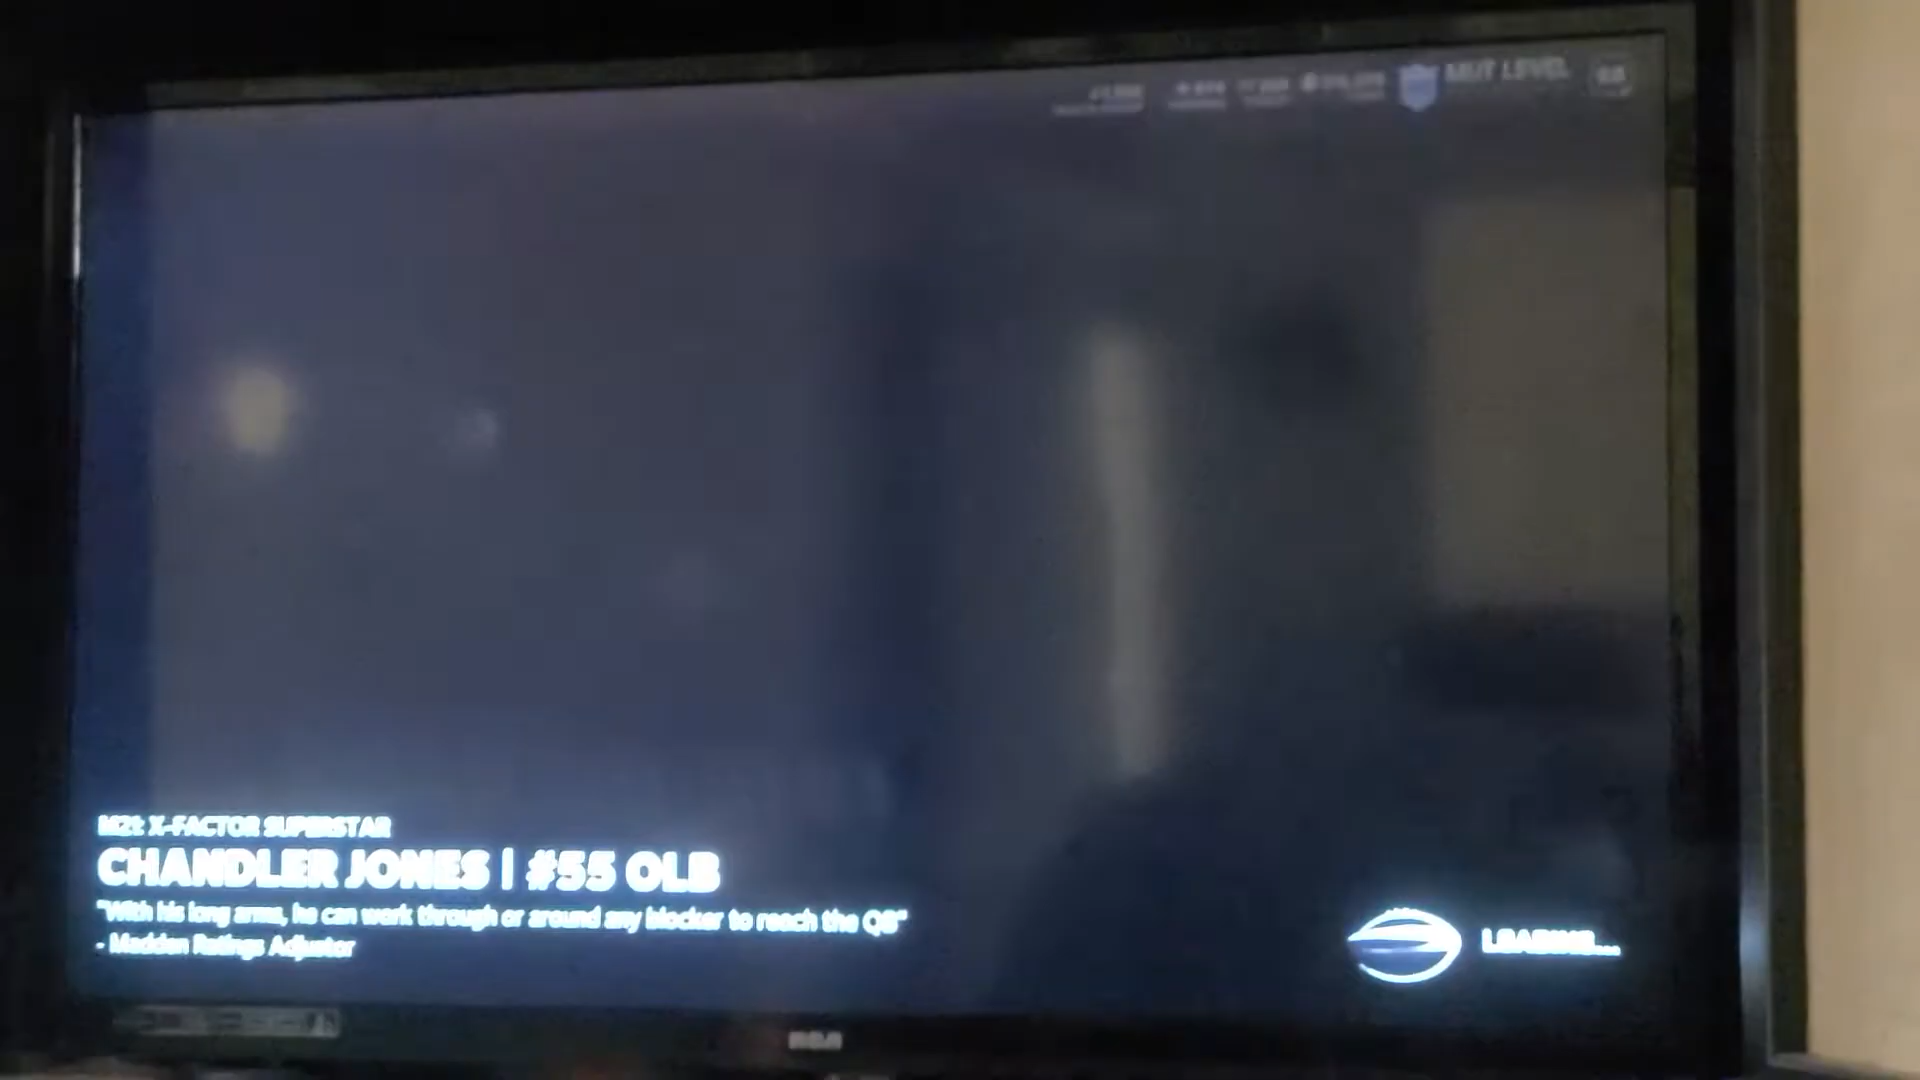 MUT LEVEL
M21: X-FACTOR SUPERSTAR
CHANDLER JONES | #55 OLB
"With his long arms, he can work through or around any blocker to reach the QB"
- Madden Ratings Adjustor
LOADING...
RCA